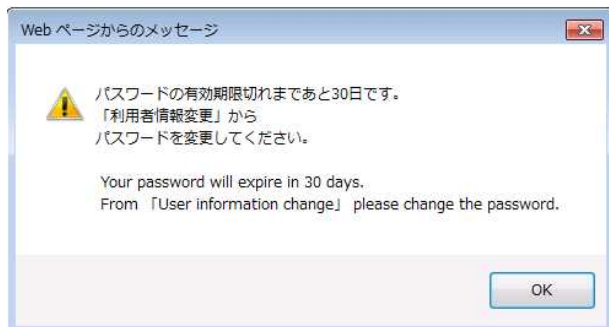 Web ページからのメッセージ
パスワードの有効期限切れまであと30日です。
「利用者情報変更」から
パスワードを変更してください。
Your password will expire in 30 days.
From 「User information change」 please change the password.
OK